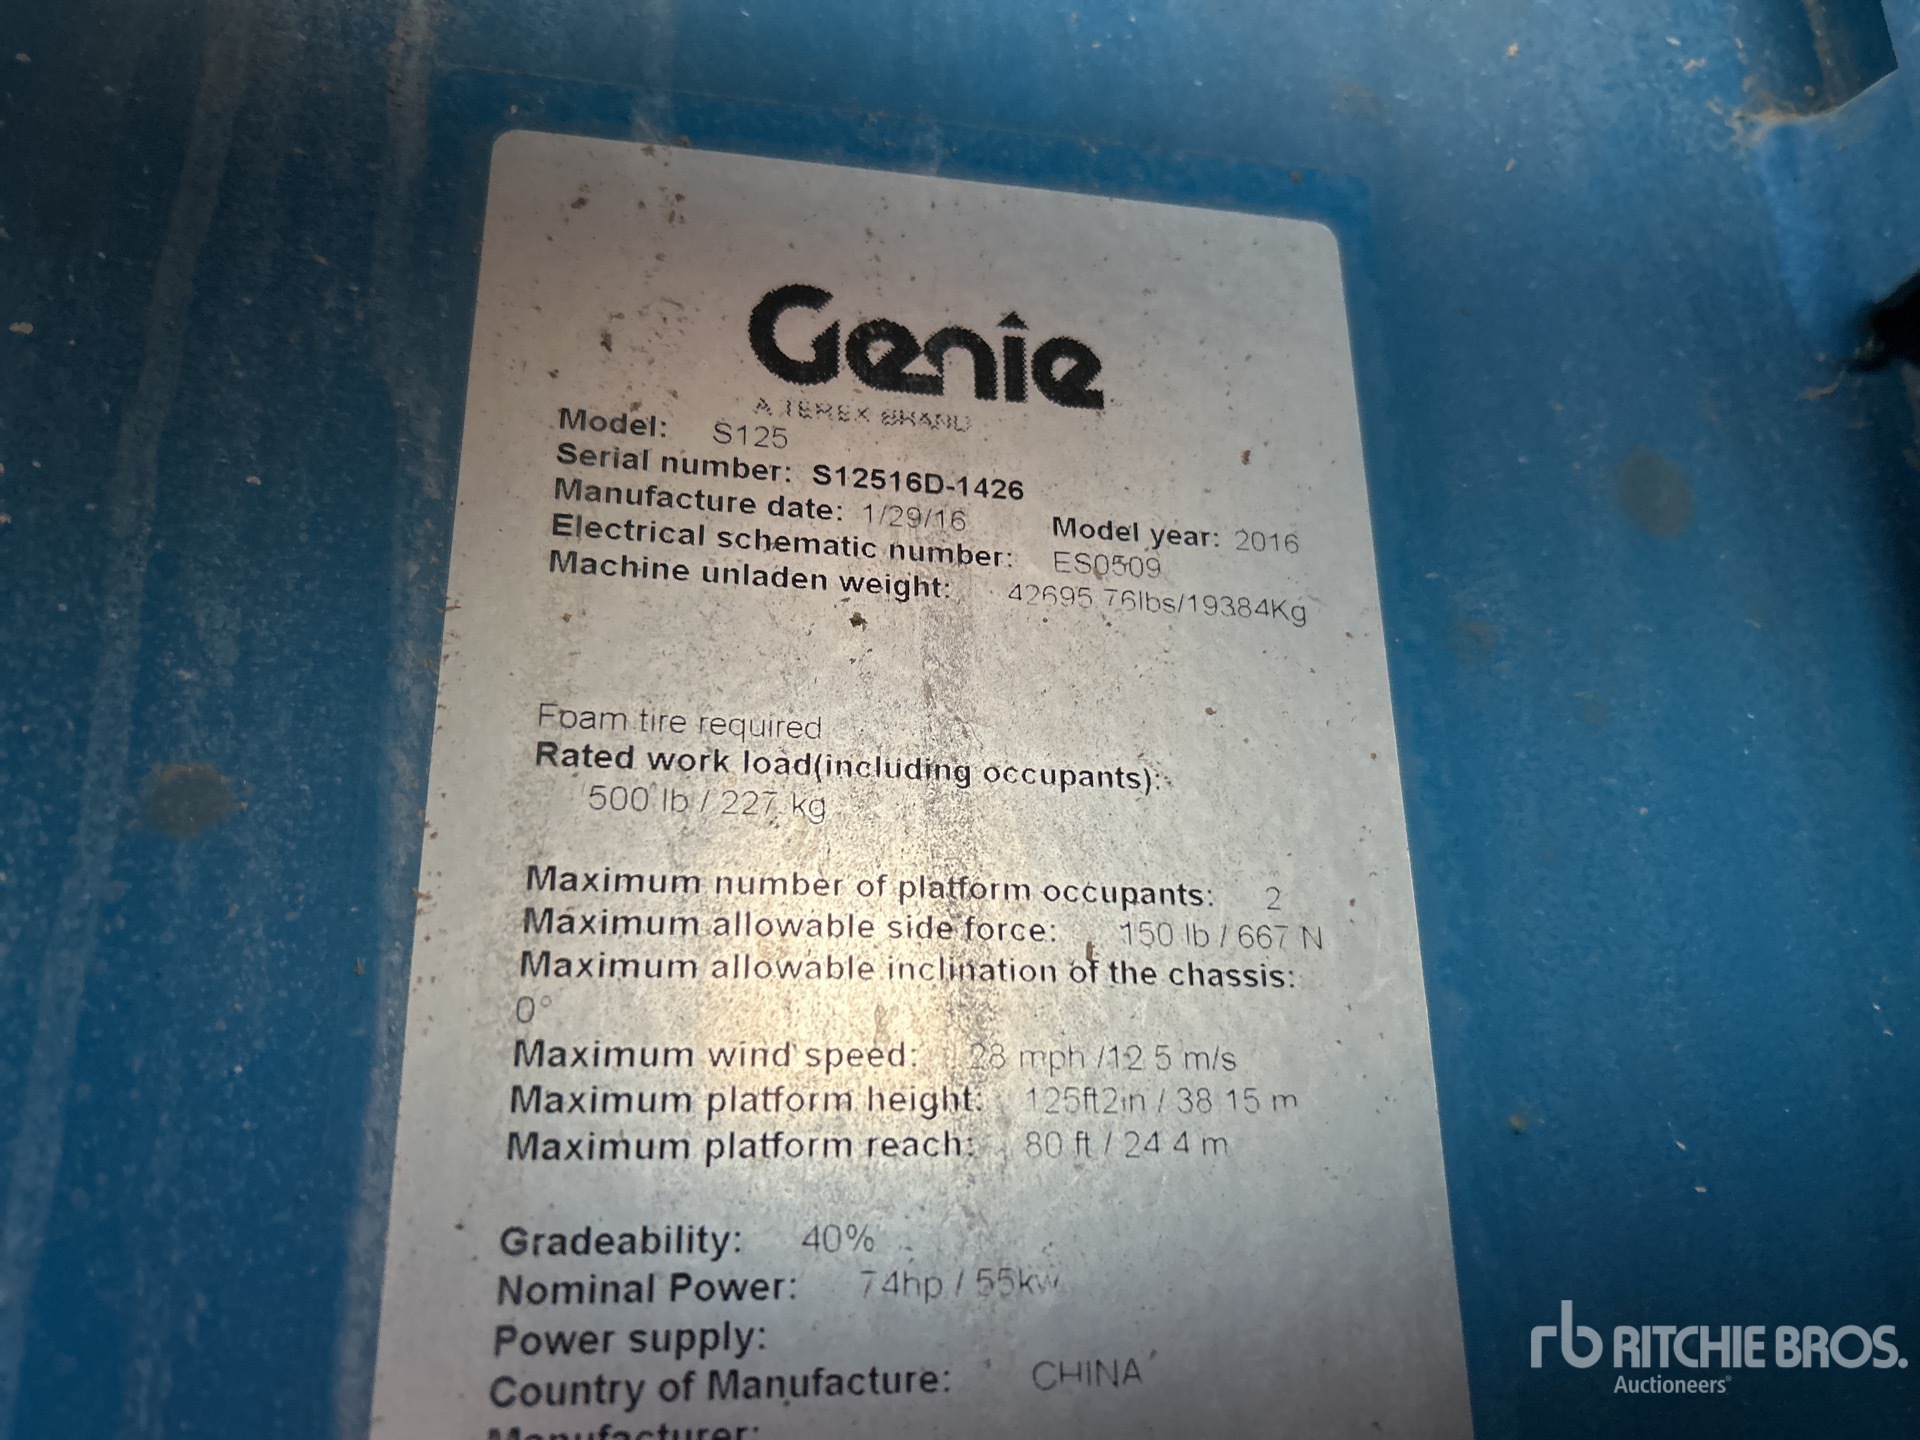 Genie
A TEREX BRAND
Model: S125
Serial number: S12516D-1426
Manufacture date: 1/29/16 Model year: 2016
Electrical schematic number: ES0509
Machine unladen weight: 42695.76lbs/19384Kg
Foam tire required
Rated work load(including occupants):
500 lb / 227 kg
Maximum number of platform occupants: 2
Maximum allowable side force: 150 lb / 667 N
Maximum allowable inclination of the chassis:
0°
Maximum wind speed: 28 mph /12.5 m/s
Maximum platform height: 125ft2in / 38.15 m
Maximum platform reach: 80 ft / 24.4 m
Gradeability: 40%
Nominal Power: 74hp / 55kw
Power supply:
Country of Manufacture: CHINA
Manufacturer:
rb RITCHIE BROS.
Auctioneers®